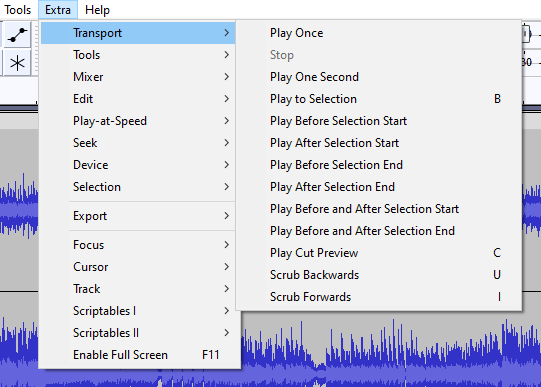 Tools Extra Help
Transport
Tools
Mixer
Edit
Play-at-Speed
Seek
Device
Selection
Export
Focus
Cursor
Track
Scriptables I
Scriptables II
Enable Full Screen F11
Play Once
Stop
Play One Second
Play to Selection B
Play Before Selection Start
Play After Selection Start
Play Before Selection End
Play After Selection End
Play Before and After Selection Start
Play Before and After Selection End
Play Cut Preview C
Scrub Backwards U
Scrub Forwards I